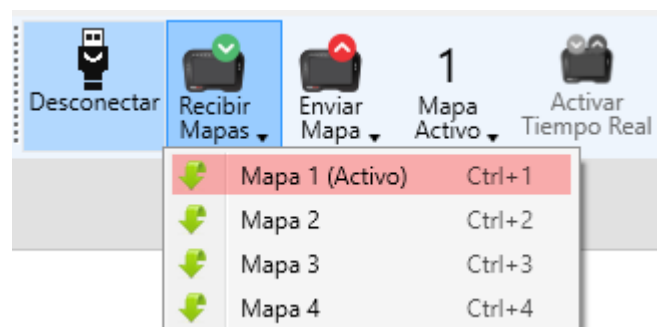 Desconectar
Recibir
Mapas
Enviar
Mapa
1
Mapa
Activo
Activar
Tiempo Real
Mapa 1 (Activo) Ctrl+1
Mapa 2 Ctrl+2
Mapa 3 Ctrl+3
Mapa 4 Ctrl+4